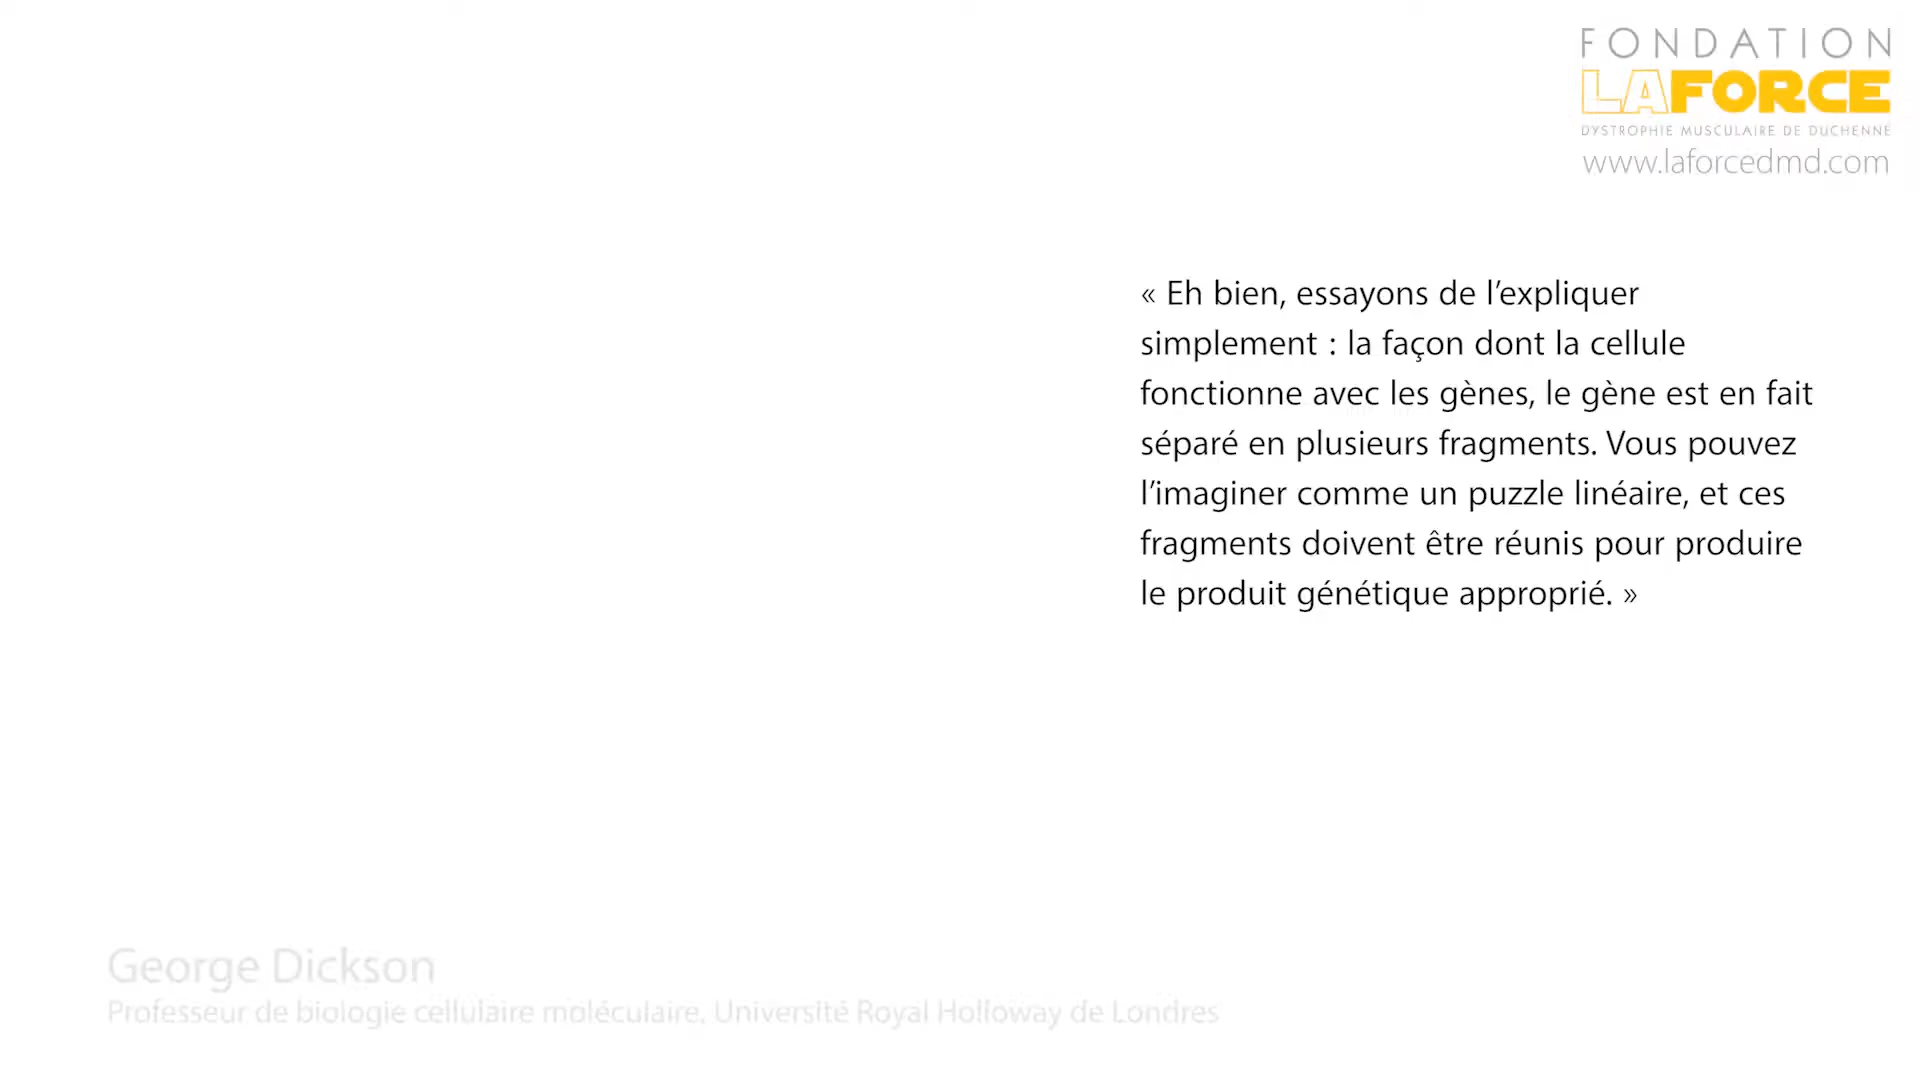 FONDATION
LAFORCE
DYSTROPHIE MUSCULAIRE DE DUCHENNE
www.laforcedmd.com
« Eh bien, essayons de l’expliquer
simplement : la façon dont la cellule
fonctionne avec les gènes, le gène est en fait
séparé en plusieurs fragments. Vous pouvez
l’imaginer comme un puzzle linéaire, et ces
fragments doivent être réunis pour produire
le produit génétique approprié. »
George Dickson
Professeur de biologie cellulaire moléculaire, Université Royal Holloway de Londres